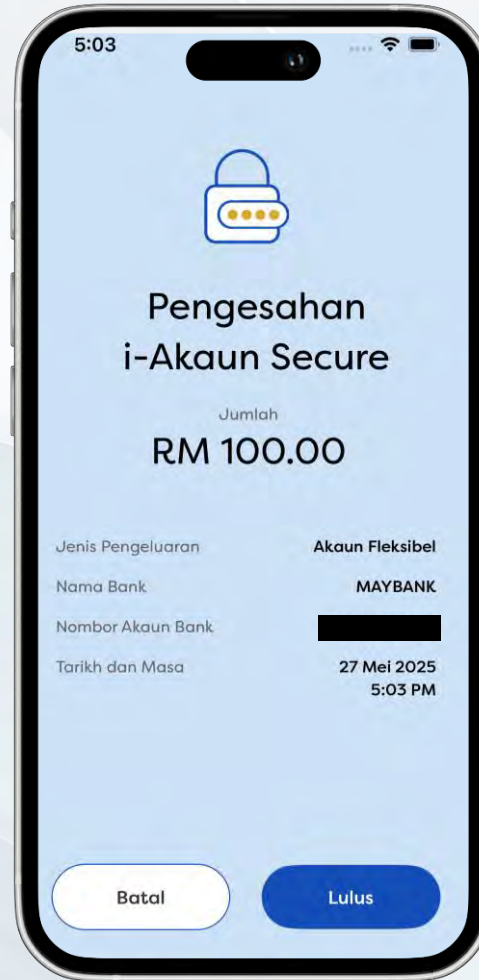 5:03
Pengesahan
i-Akaun Secure
Jumlah
RM 100.00
Jenis Pengeluaran Akaun Fleksibel
Nama Bank MAYBANK
Nombor Akaun Bank
Tarikh dan Masa 27 Mei 2025
5:03 PM
Batal Lulus